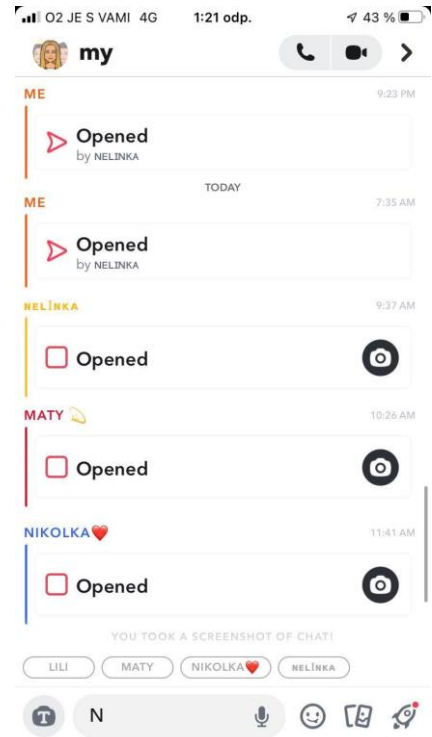 O2 JE S VAMI 4G 1:21 odp. 43 %
my
ME 9:23 PM
Opened
by NELINKA
TODAY
ME 7:35 AM
Opened
by NELINKA
NELÏNKA 9:37 AM
Opened
MATY 💫 10:26 AM
Opened
NIKOLKA❤️ 11:41 AM
Opened
YOU TOOK A SCREENSHOT OF CHAT!
LILI MATY NIKOLKA❤️ NELÏNKA
T N